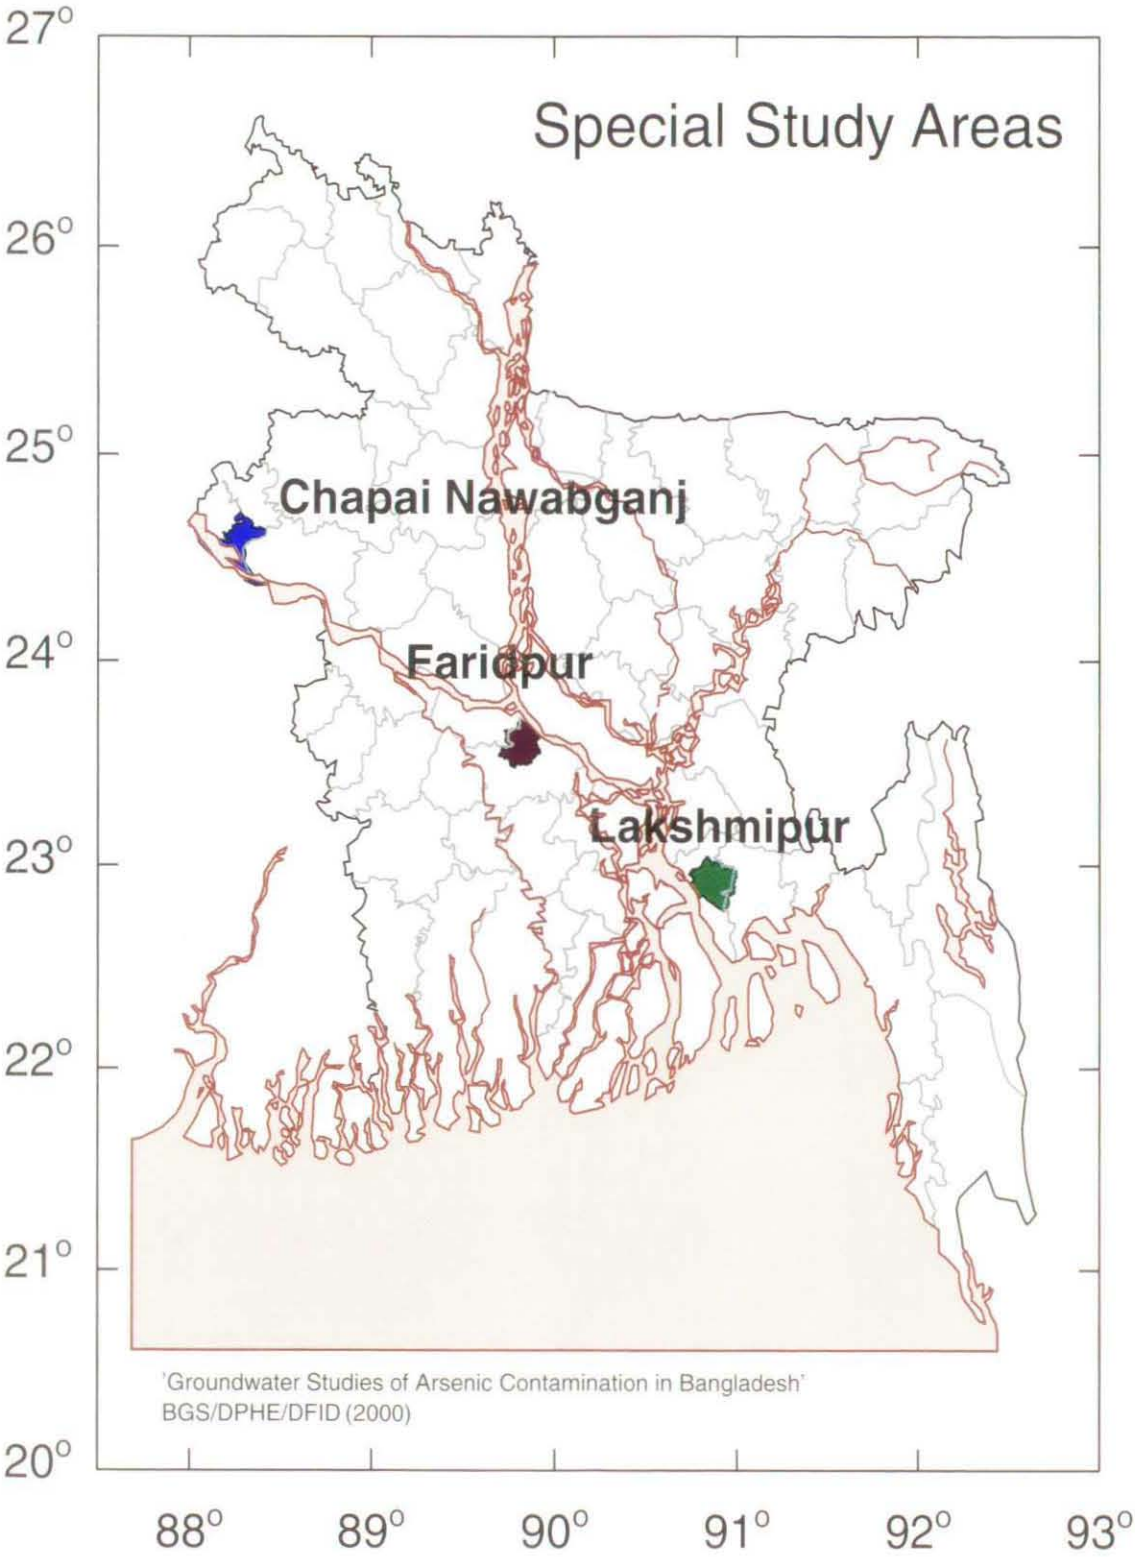 27°
Special Study Areas
26°
25°
Chapai Nawabganj
24°
Faridpur
Lakshmipur
23°
22°
21°
'Groundwater Studies of Arsenic Contamination in Bangladesh'
BGS/DPHE/DFID (2000)
20°
88° 89° 90° 91° 92° 93°